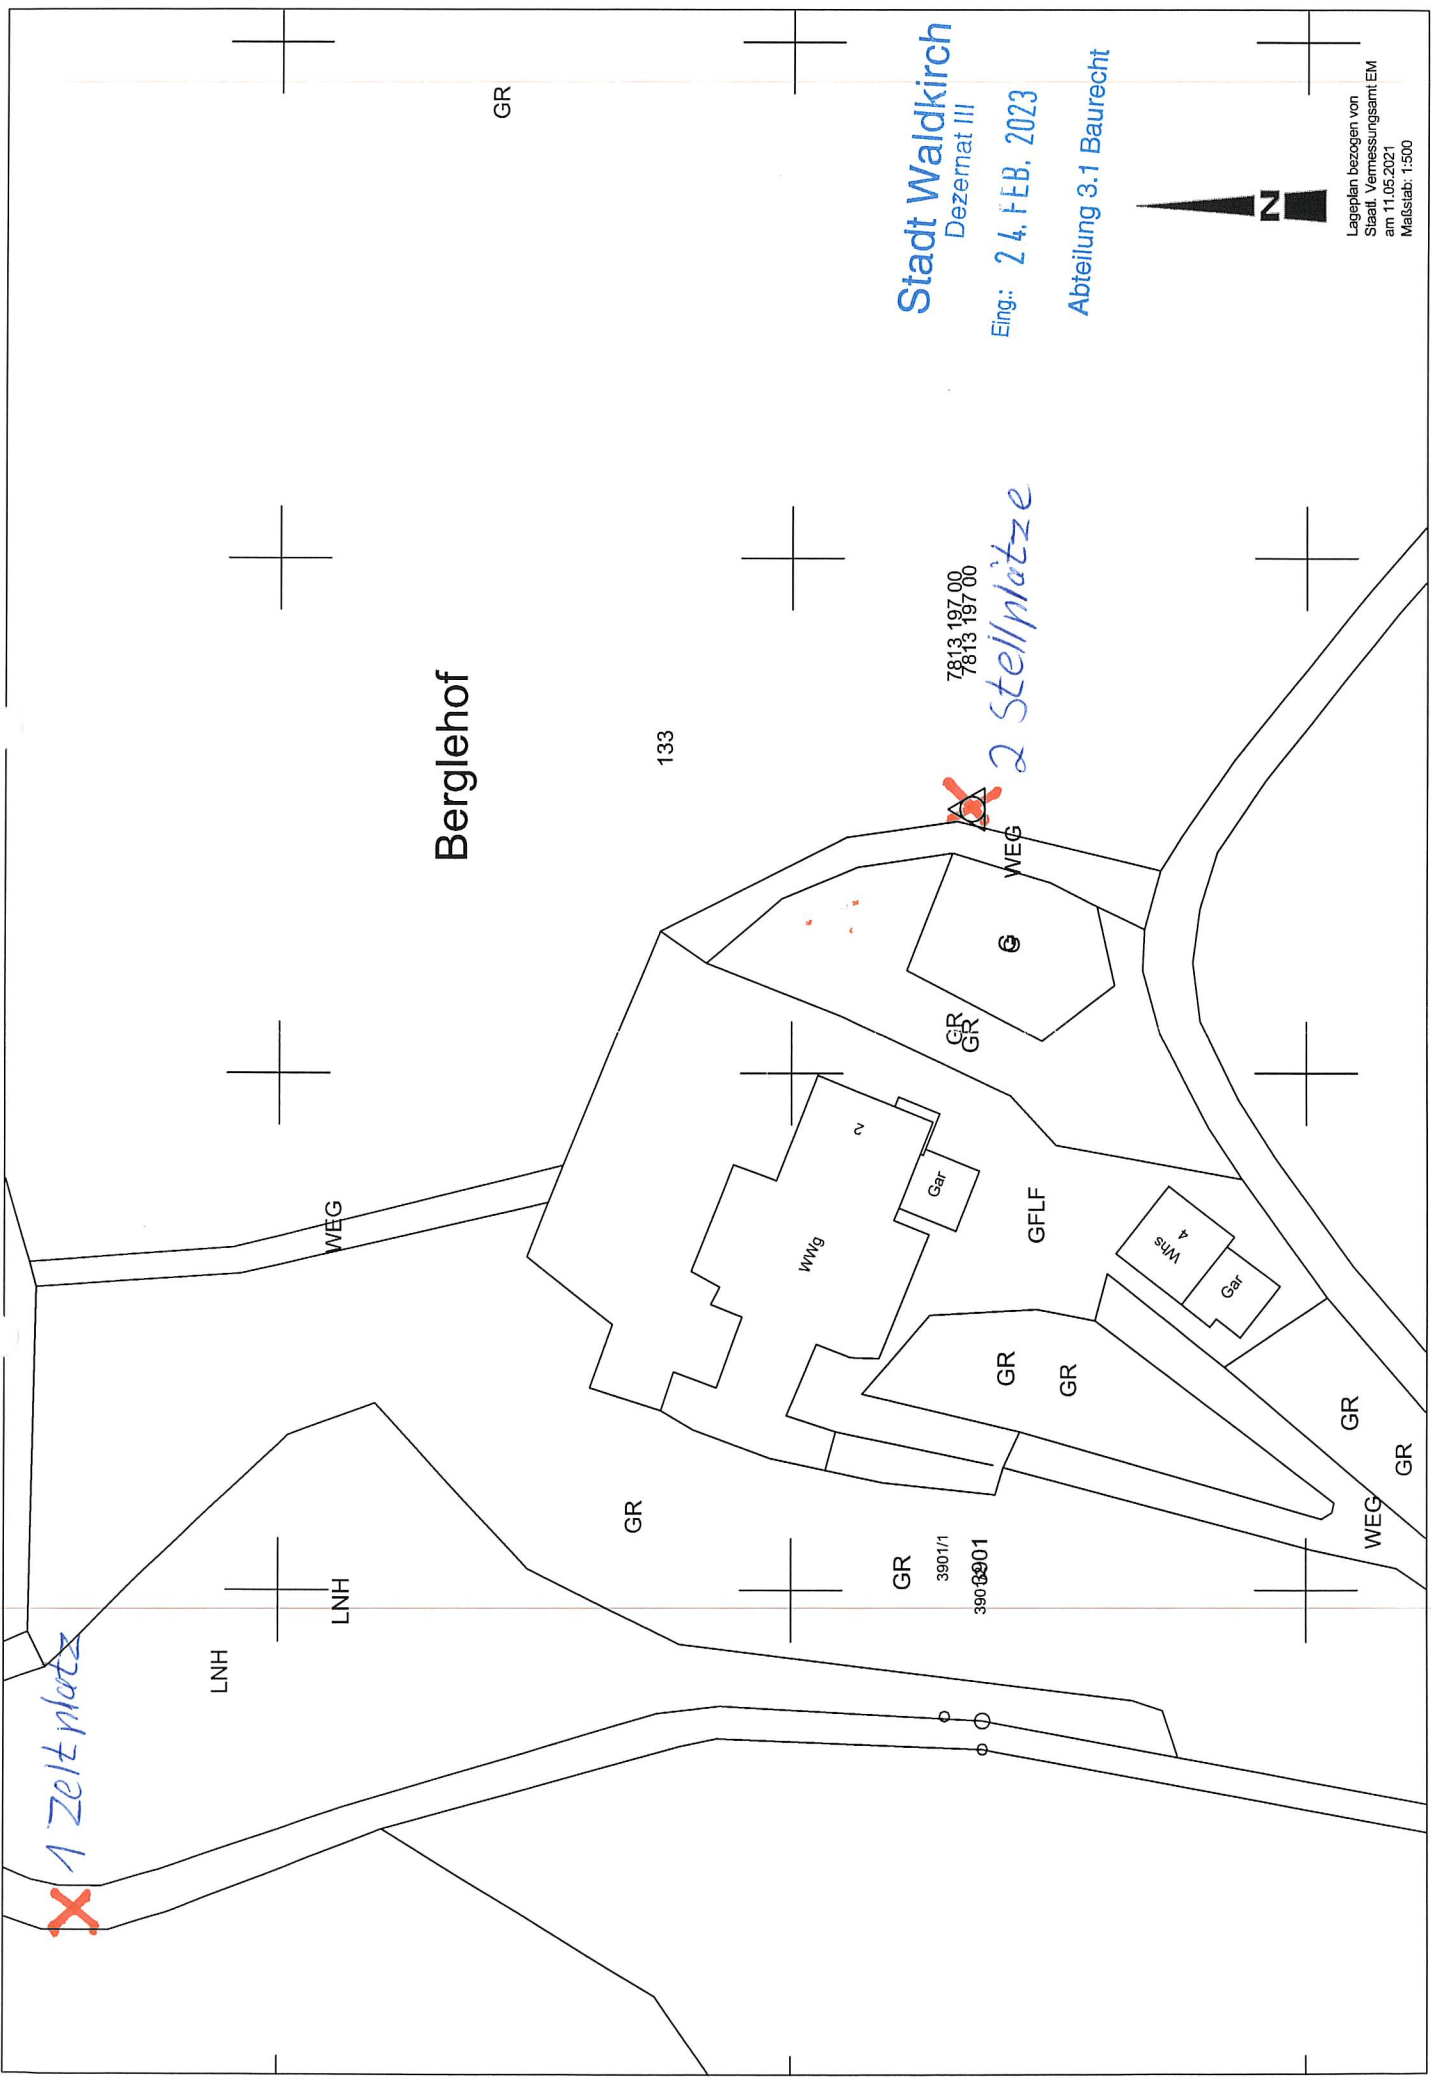 GR
Stadt Waldkirch
Dezernat III
Eing.: 24. FEB. 2023
Abteilung 3.1 Baurecht
N
Lageplan bezogen von
Staatl. Vermessungsamt EM
am 11.05.2021
Maßstab: 1:500
Berglehof
133
7813 197 00
7813 197 00
2 Stellplätze
WEG
G
GR
GR
2
Gar
WWg
GFLF
Whs
4
Gar
WEG
GR
GR
GR
GR
WEG
GR
GR
3901/1
3901
LNH
LNH
1 Zeltplatz